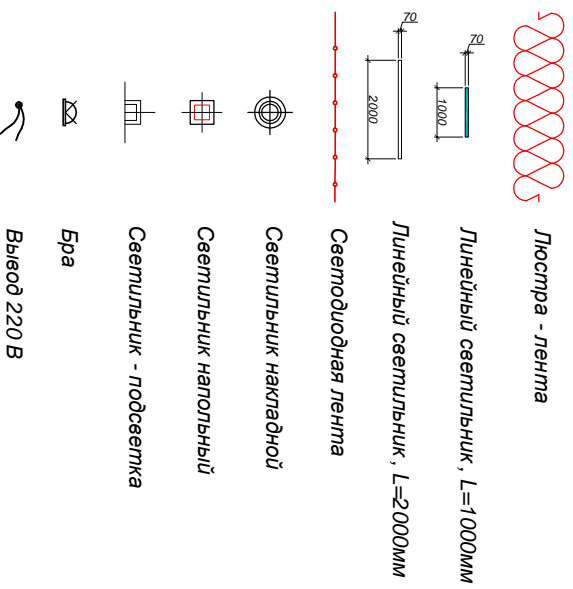 Люстра - лента
70
1000
Линейный светильник , L=1000мм
70
2000
Линейный светильник , L=2000мм
Светодиодная лента
Светильник накладной
Светильник напольный
Светильник - подсветка
Бра
Вывод 220 В